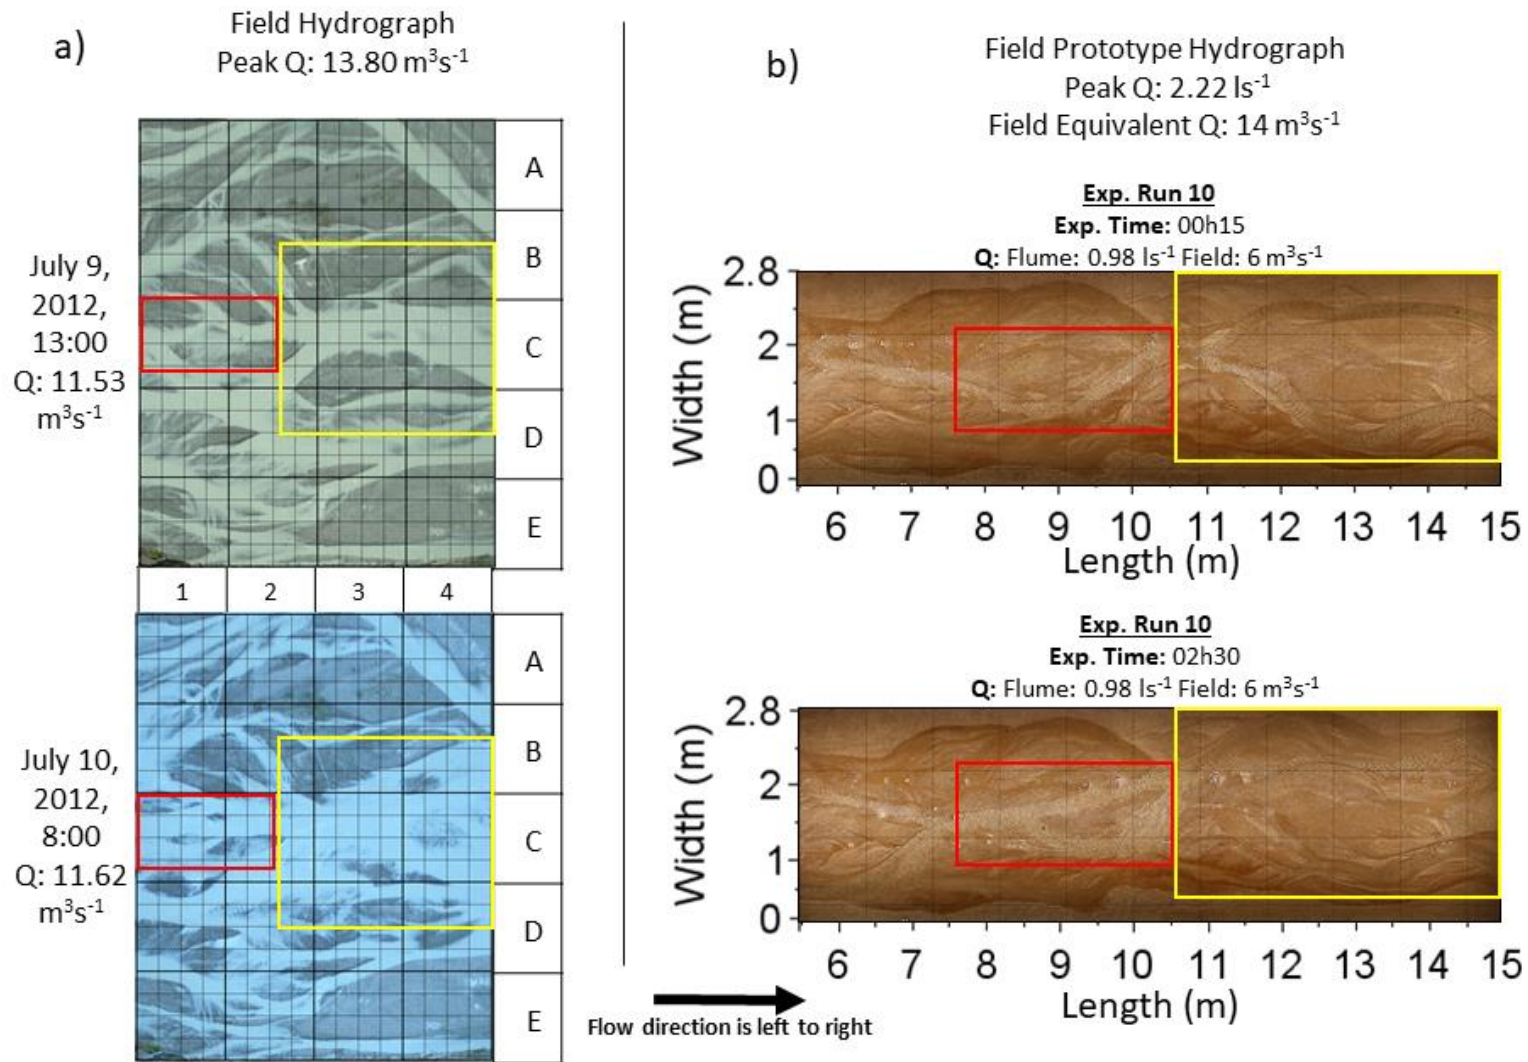 a)
Field Hydrograph
Peak Q: 13.80 m³s⁻¹
A
B
C
D
E
July 9,
2012,
13:00
Q: 11.53
m³s⁻¹
1 2 3 4
A
B
C
D
E
July 10,
2012,
8:00
Q: 11.62
m³s⁻¹
b)
Field Prototype Hydrograph
Peak Q: 2.22 ls⁻¹
Field Equivalent Q: 14 m³s⁻¹
Exp. Run 10
Exp. Time: 00h15
Q: Flume: 0.98 ls⁻¹ Field: 6 m³s⁻¹
2.8
2
1
0
Width (m)
6 7 8 9 10 11 12 13 14 15
Length (m)
Exp. Run 10
Exp. Time: 02h30
Q: Flume: 0.98 ls⁻¹ Field: 6 m³s⁻¹
2.8
2
1
0
Width (m)
6 7 8 9 10 11 12 13 14 15
Length (m)
Flow direction is left to right